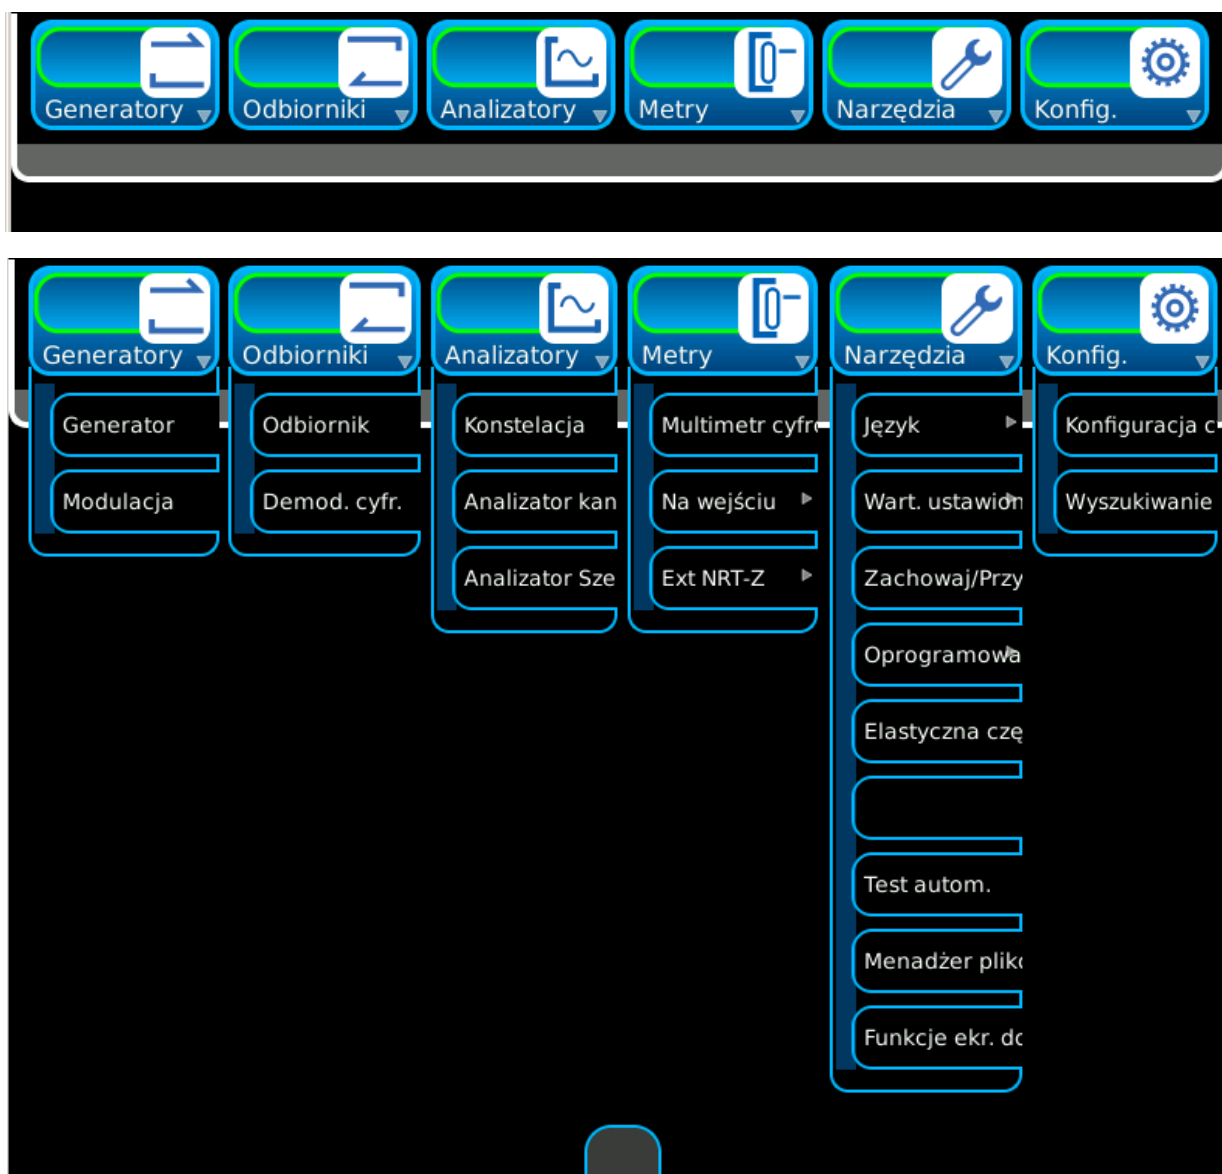 Generatory Odbiorniki Analizatory Metry Narzędzia Konfig.
Generatory Odbiorniki Analizatory Metry Narzędzia Konfig.
Generator Odbiornik Konstelacja Multimetr cyfr Język Konfiguracja c
Modulacja Demod. cyfr. Analizator kan Na wejściu Wart. ustawion Wyszukiwanie
Analizator Sze Ext NRT-Z Zachowaj/Przy
Oprogramowa
Elastyczna czę
Test autom.
Menadżer plik
Funkcje ekr. do